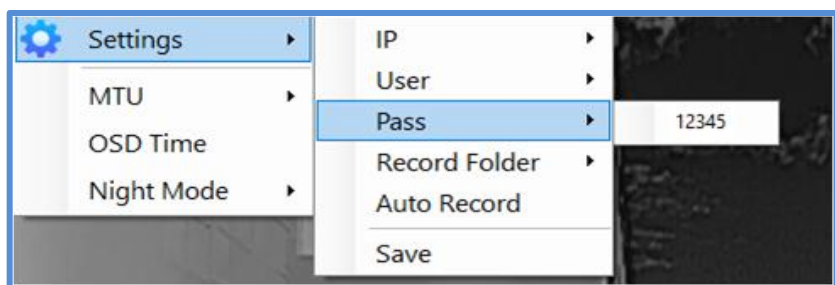 Settings
MTU
OSD Time
Night Mode
IP
User
Pass
Record Folder
Auto Record
Save
12345